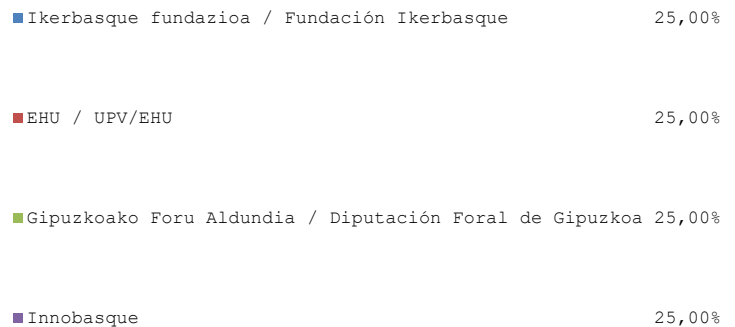 Ikerbasque fundazioa / Fundación Ikerbasque 25,00%
EHU / UPV/EHU 25,00%
Gipuzkoako Foru Aldundia / Diputación Foral de Gipuzkoa 25,00%
Innobasque 25,00%